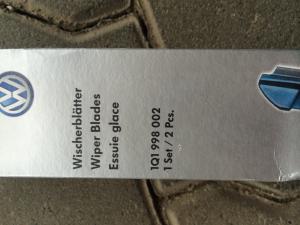 Wischerblätter
Wiper Blades
Essuie glace
1Q1 998 002
1 Set / 2 Pcs.